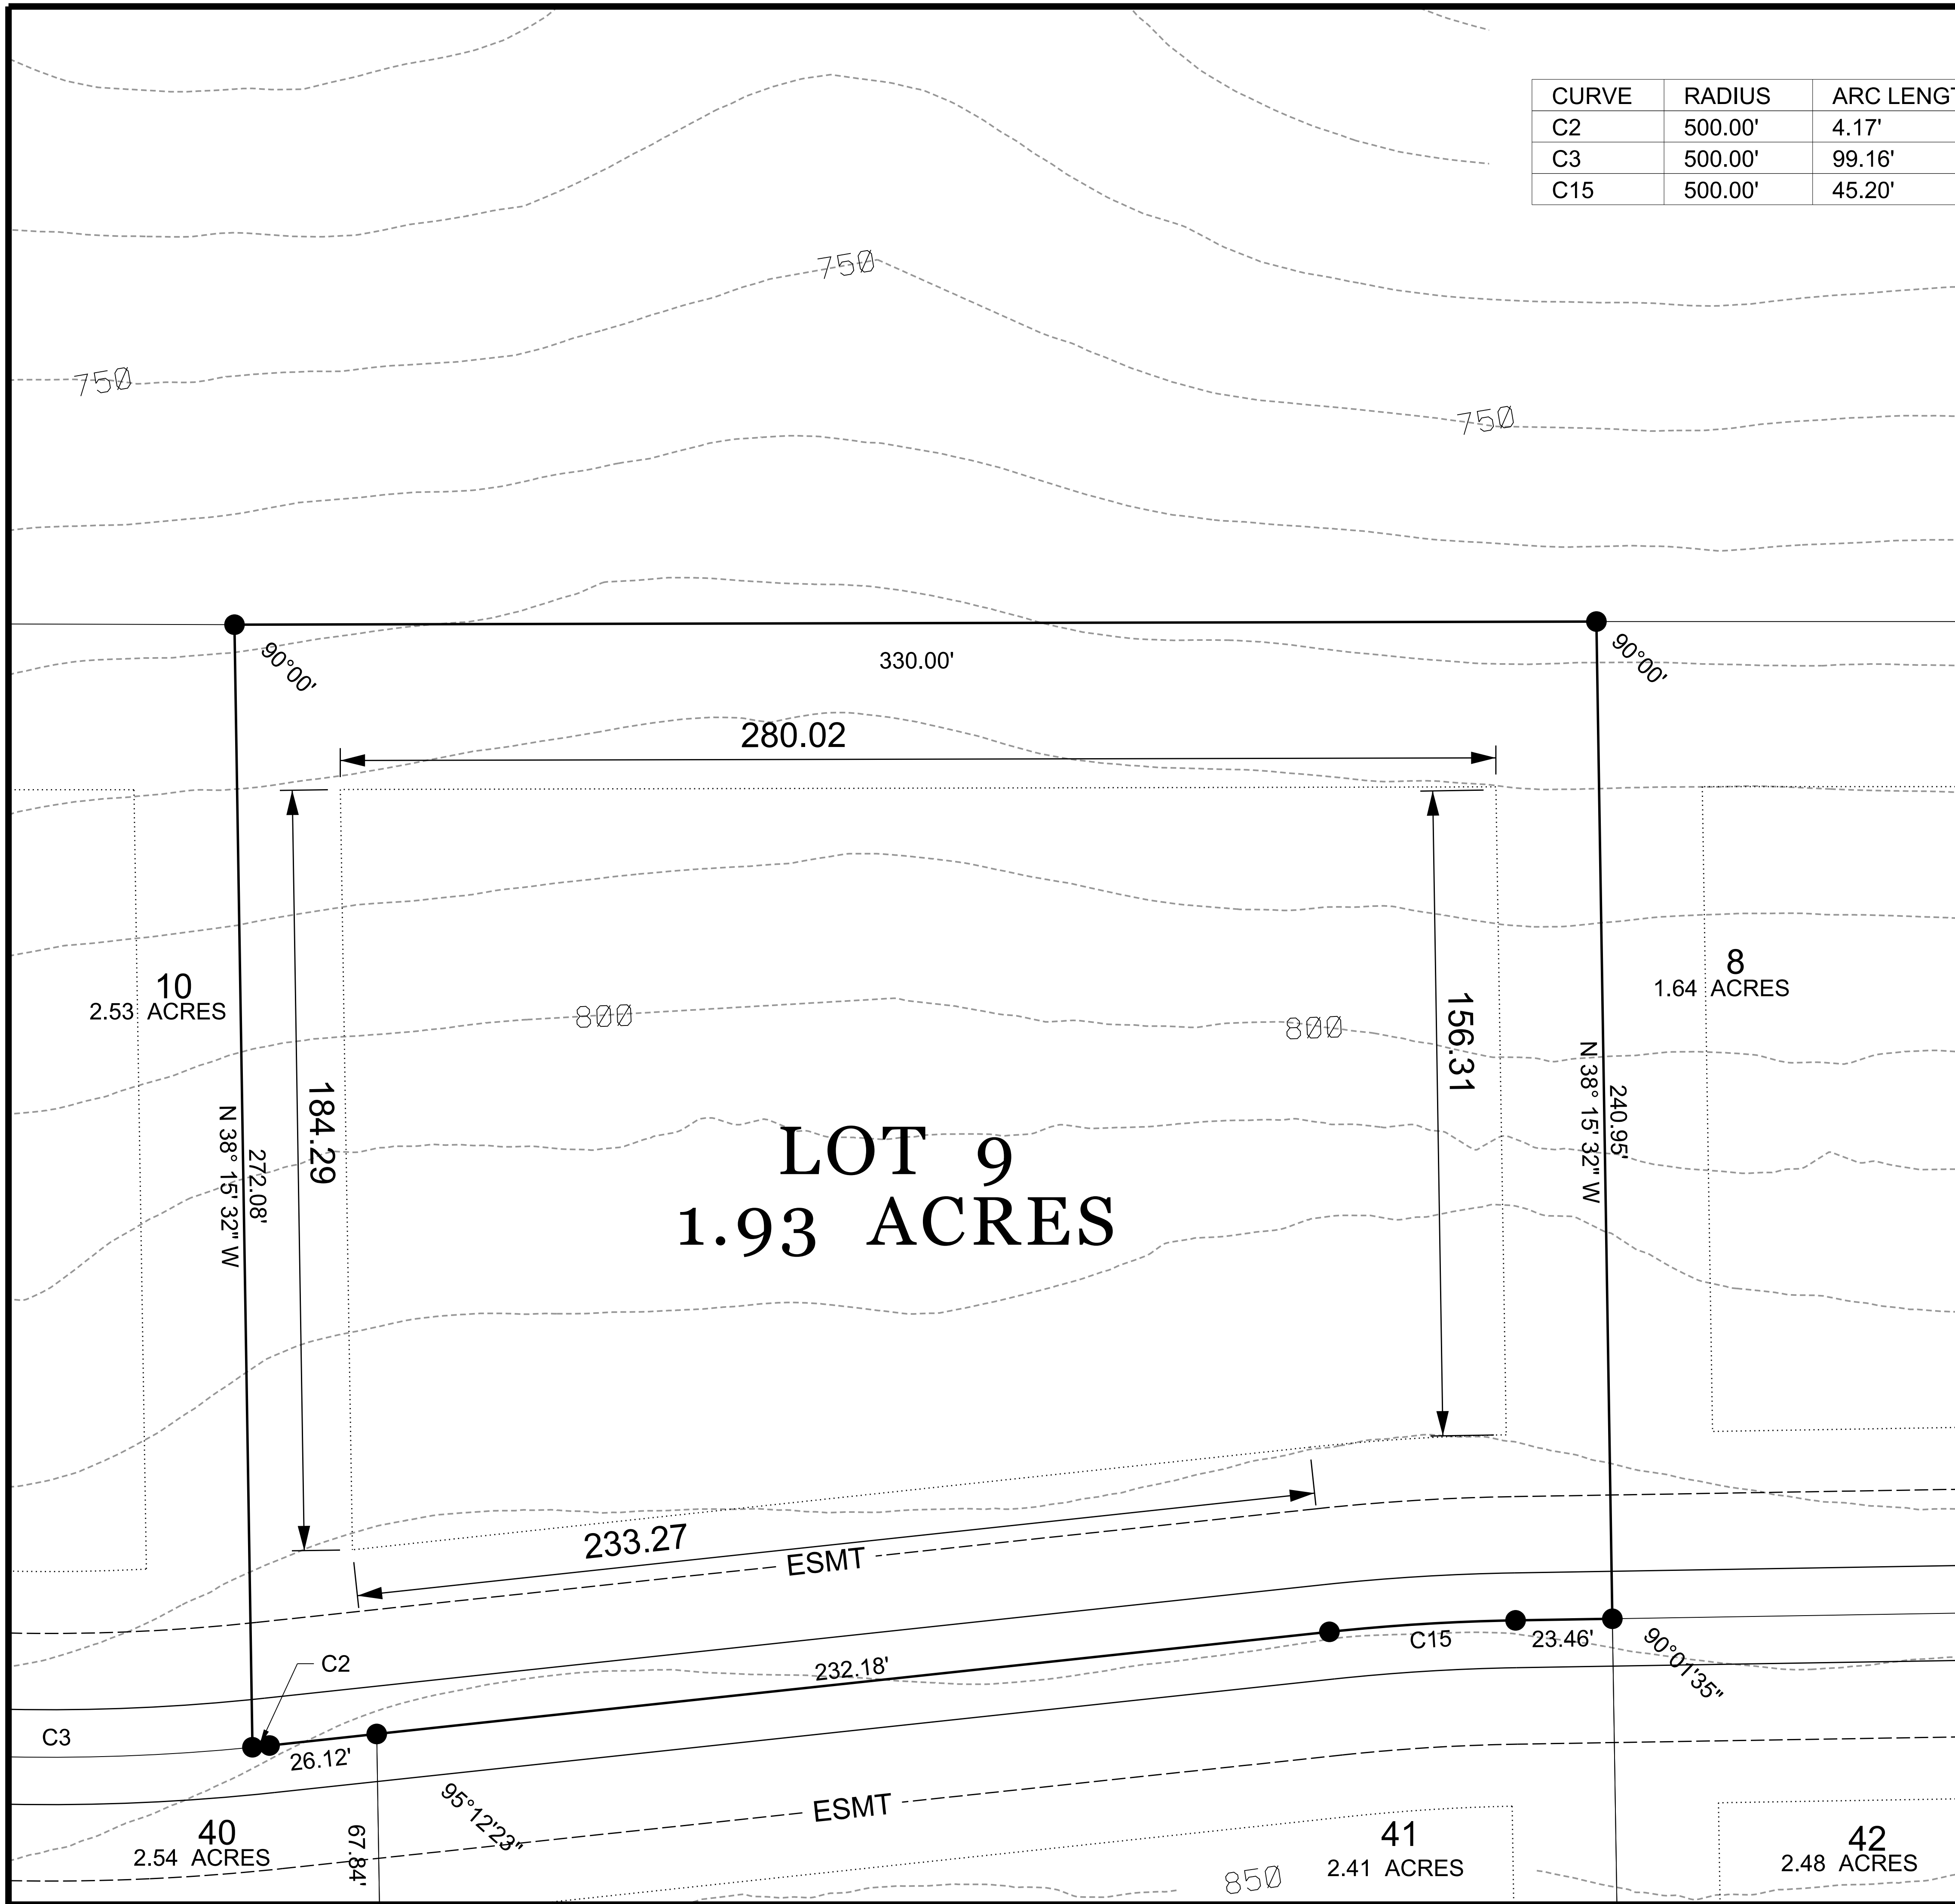 CURVE RADIUS ARC LENGT
C2 500.00' 4.17'
C3 500.00' 99.16'
C15 500.00' 45.20'
750
750
750
90°00'
90°00'
330.00'
280.02
10
2.53 ACRES
8
1.64 ACRES
800
800
156.31
184.29
N 38° 15' 32" W
272.08'
N 38° 15' 32" W
240.95'
LOT 9
1.93 ACRES
233.27
ESMT
C2
C3
26.12'
232.18'
C15
23.46'
90°01'35"
95°12'23"
67.84'
ESMT
40
2.54 ACRES
41
2.41 ACRES
42
2.48 ACRES
850